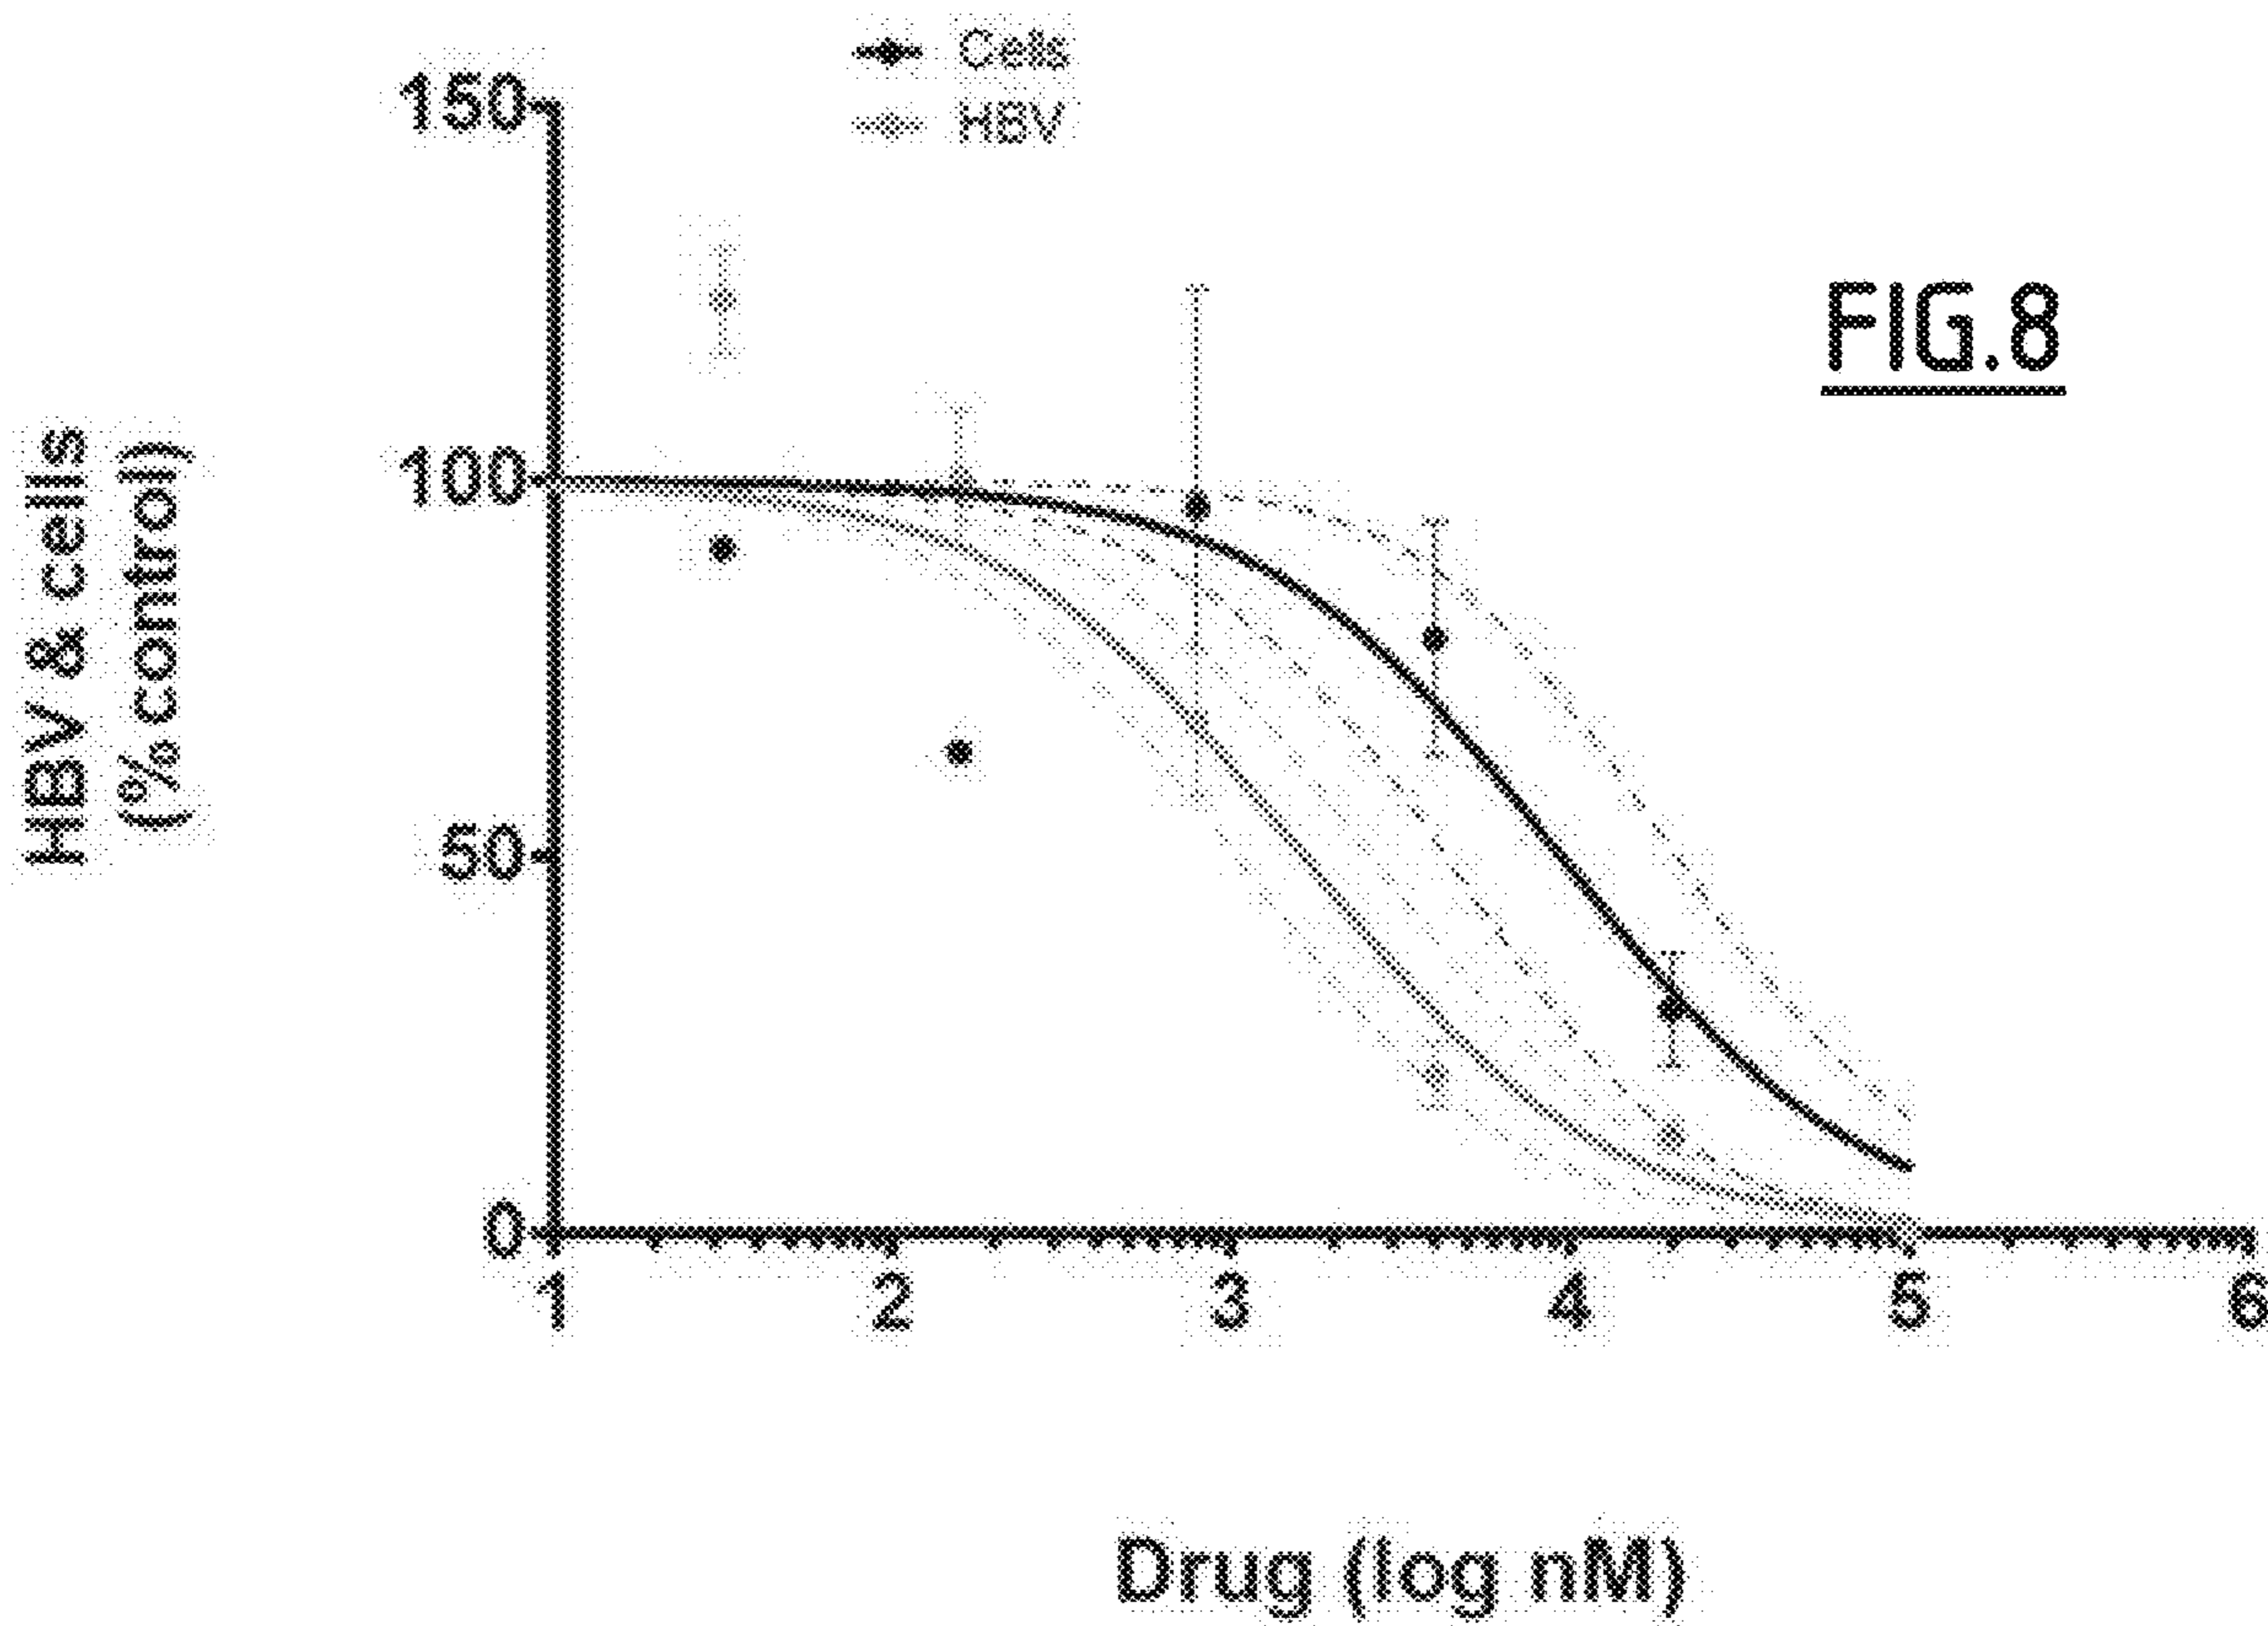 Cells
HBV
150
100
50
0
HBV & cells
(% control)
FIG.8
1 2 3 4 5 6
Drug (log nM)